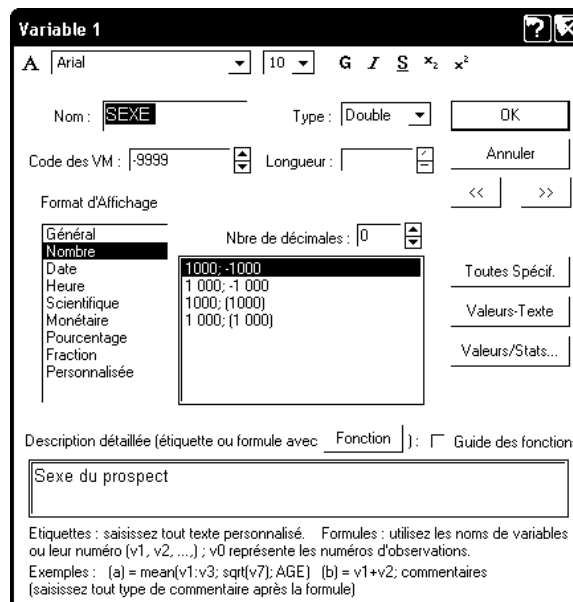 Variable 1
A Arial 10 G I S x₂ x²
Nom : SEXE Type : Double OK
Code des VM : -9999 Longueur : Annuler
<< >>
Format d'Affichage
Général
Nombre
Date
Heure
Scientifique
Monétaire
Pourcentage
Fraction
Personnalisée
Nbre de décimales : 0
1000; -1000
1 000; -1 000
1000; (1000)
1 000; (1 000)
Toutes Spécif.
Valeurs-Texte
Valeurs/Stats...
Description détaillée (étiquette ou formule avec Fonction ) : Guide des fonction
Sexe du prospect
Etiquettes : saisissez tout texte personnalisé. Formules : utilisez les noms de variables
ou leur numéro (v1, v2, ...,) ; v0 représente les numéros d'observations.
Exemples : (a) = mean(v1:v3; sqrt(v7); AGE) (b) = v1+v2; commentaires
(saisissez tout type de commentaire après la formule)